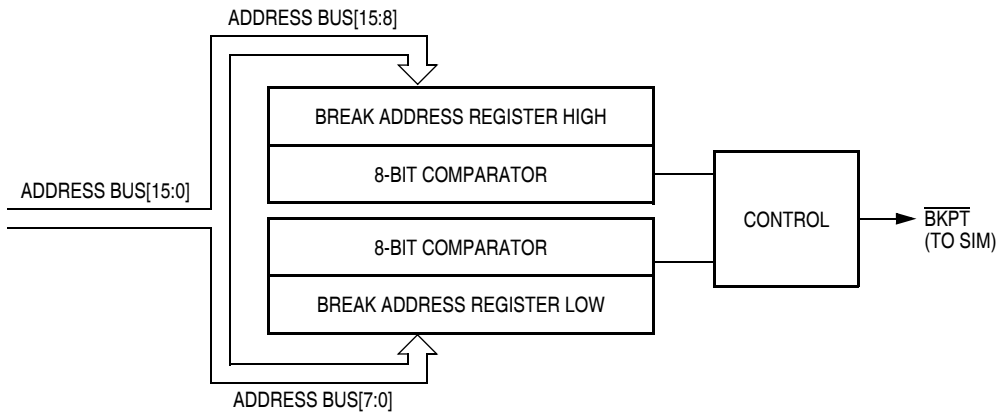 ADDRESS BUS[15:8]
BREAK ADDRESS REGISTER HIGH
8-BIT COMPARATOR
ADDRESS BUS[15:0]
CONTROL
BKPT
(TO SIM)
8-BIT COMPARATOR
BREAK ADDRESS REGISTER LOW
ADDRESS BUS[7:0]